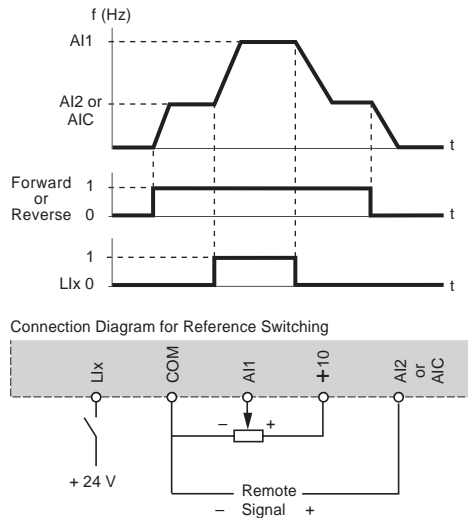 f (Hz)
AI1
AI2 or
AIC
t
Forward
or
Reverse
1
0
t
1
LIx 0
t
Connection Diagram for Reference Switching
LIx
COM
AI1
+10
AI2
or
AIC
– +
+ 24 V
Remote
– Signal +